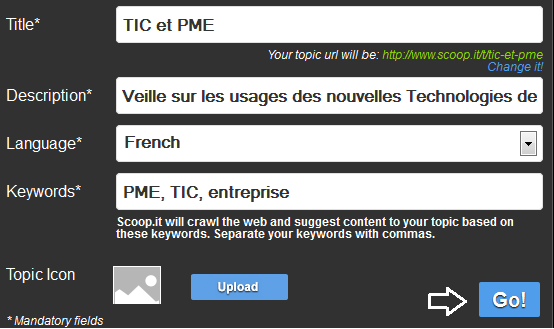 Title* TIC et PME
Your topic url will be: http://www.scoop.it/t/tic-et-pme
Change it!
Description* Veille sur les usages des nouvelles Technologies de
Language* French
Keywords* PME, TIC, entreprise
Scoop.it will crawl the web and suggest content to your topic based on
these keywords. Separate your keywords with commas.
Topic Icon Upload
Go!
* Mandatory fields